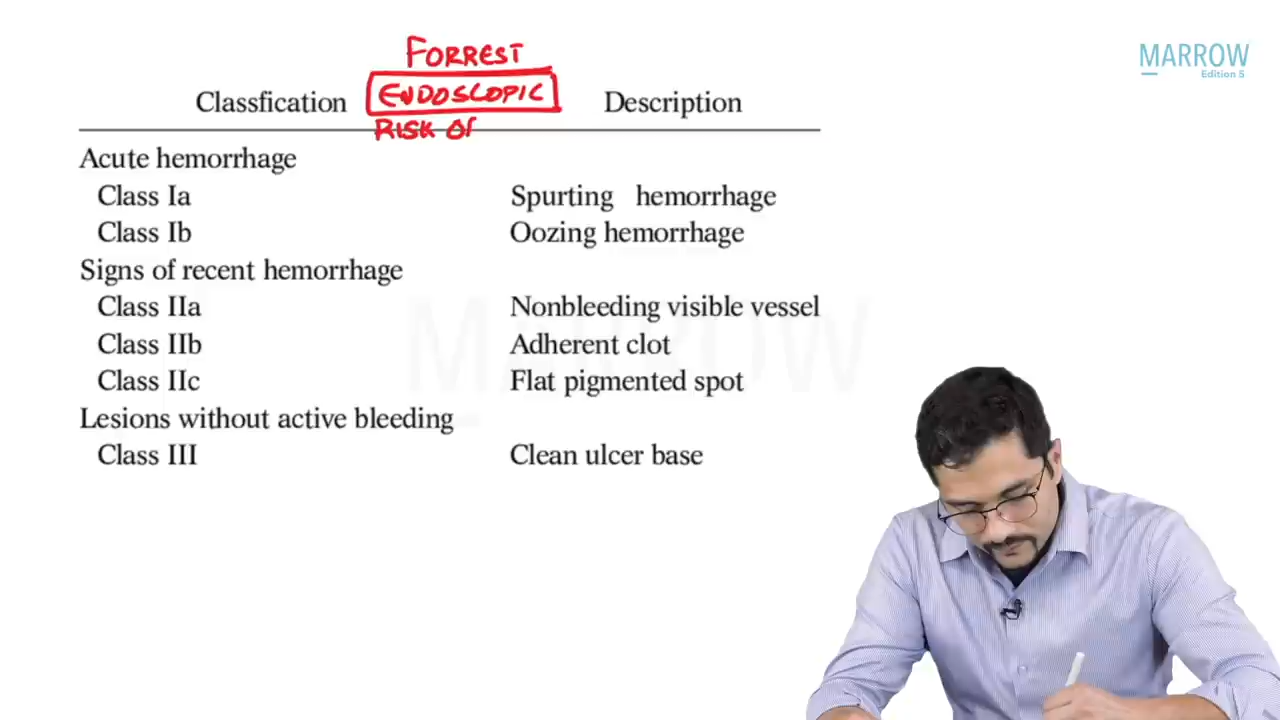 FORREST
MARROW
Edition 5
Classfication ENDOSCOPIC Description
RISK OF
Acute hemorrhage
Class Ia Spurting hemorrhage
Class Ib Oozing hemorrhage
Signs of recent hemorrhage
Class IIa Nonbleeding visible vessel
Class IIb Adherent clot
Class IIc Flat pigmented spot
Lesions without active bleeding
Class III Clean ulcer base
MARROW